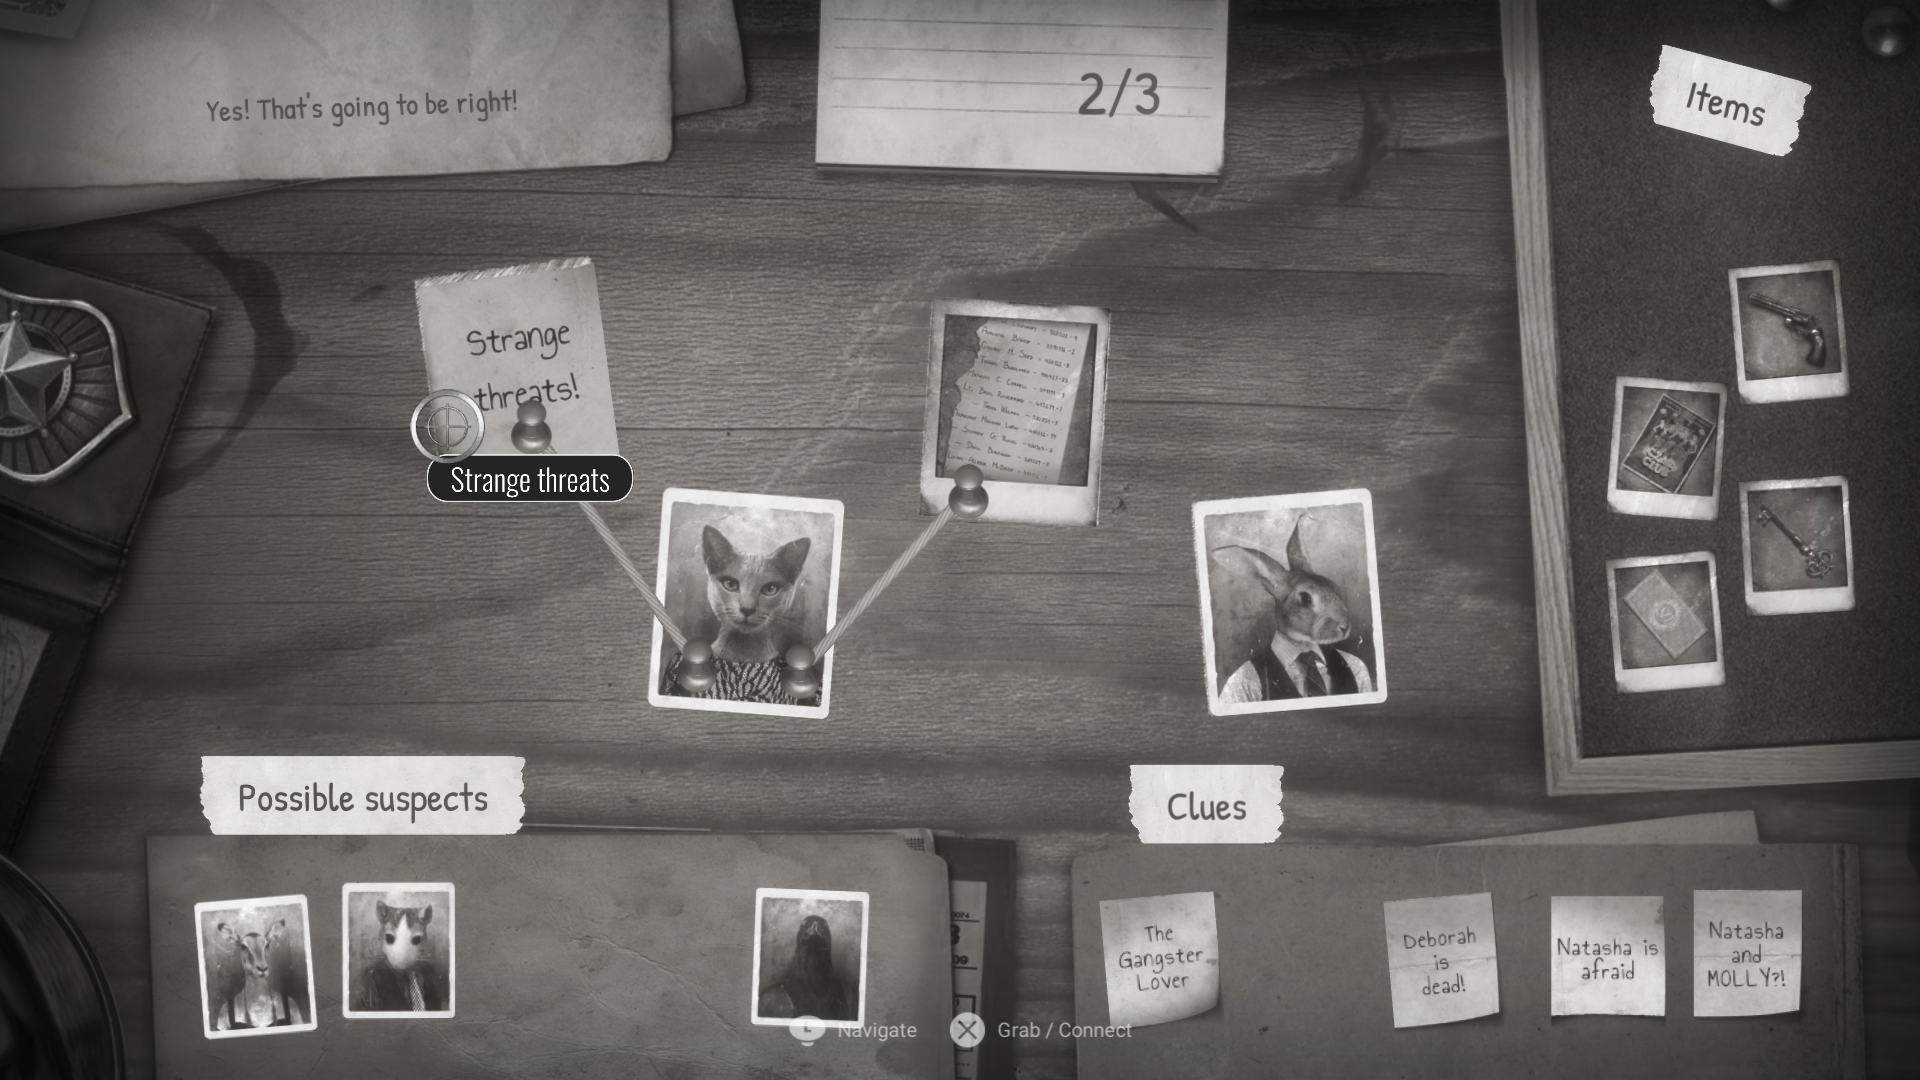 Yes! That's going to be right!
2/3
Items
Strange
threats!
Strange threats
Possible suspects
Clues
The
Gangster
Lover
Deborah
is
dead!
Natasha is
afraid
Natasha
and
MOLLY?!
L
Navigate
Grab / Connect